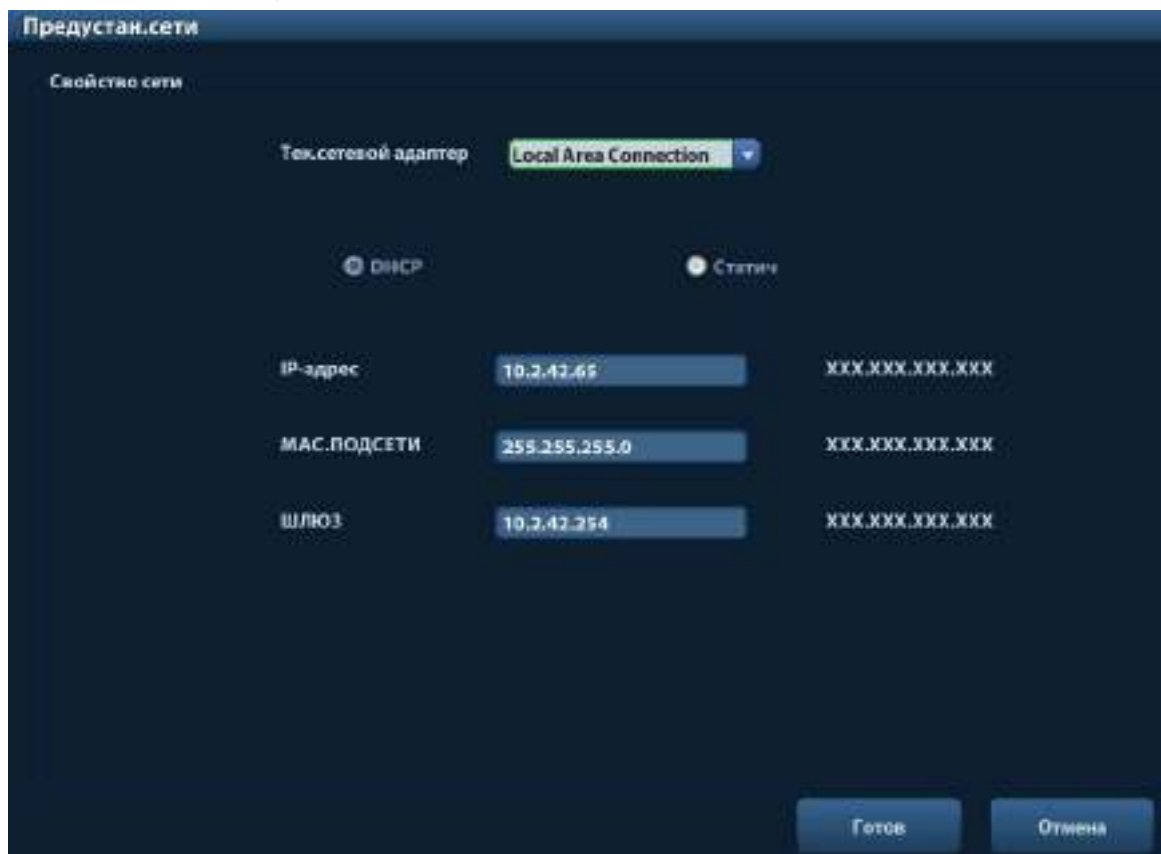 Предустан.сети
Свойство сети
Тек.сетевой адаптер Local Area Connection
DHCP Статич
IP-адрес 10.2.42.65 XXX.XXX.XXX.XXX
МАС.ПОДСЕТИ 255.255.255.0 XXX.XXX.XXX.XXX
ШЛЮЗ 10.2.42.254 XXX.XXX.XXX.XXX
Готов Отмена